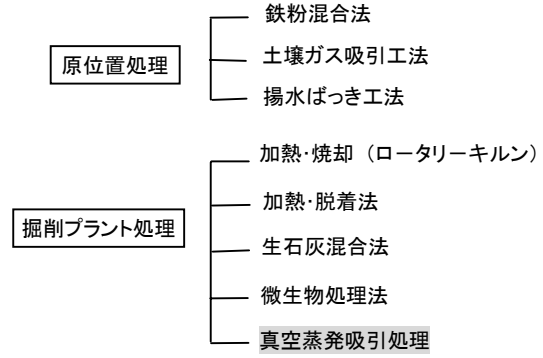 鉄粉混合法
原位置処理
土壌ガス吸引工法
揚水ばっき工法
加熱･焼却 （ロータリーキルン）
加熱･脱着法
掘削プラント処理
生石灰混合法
微生物処理法
真空蒸発吸引処理